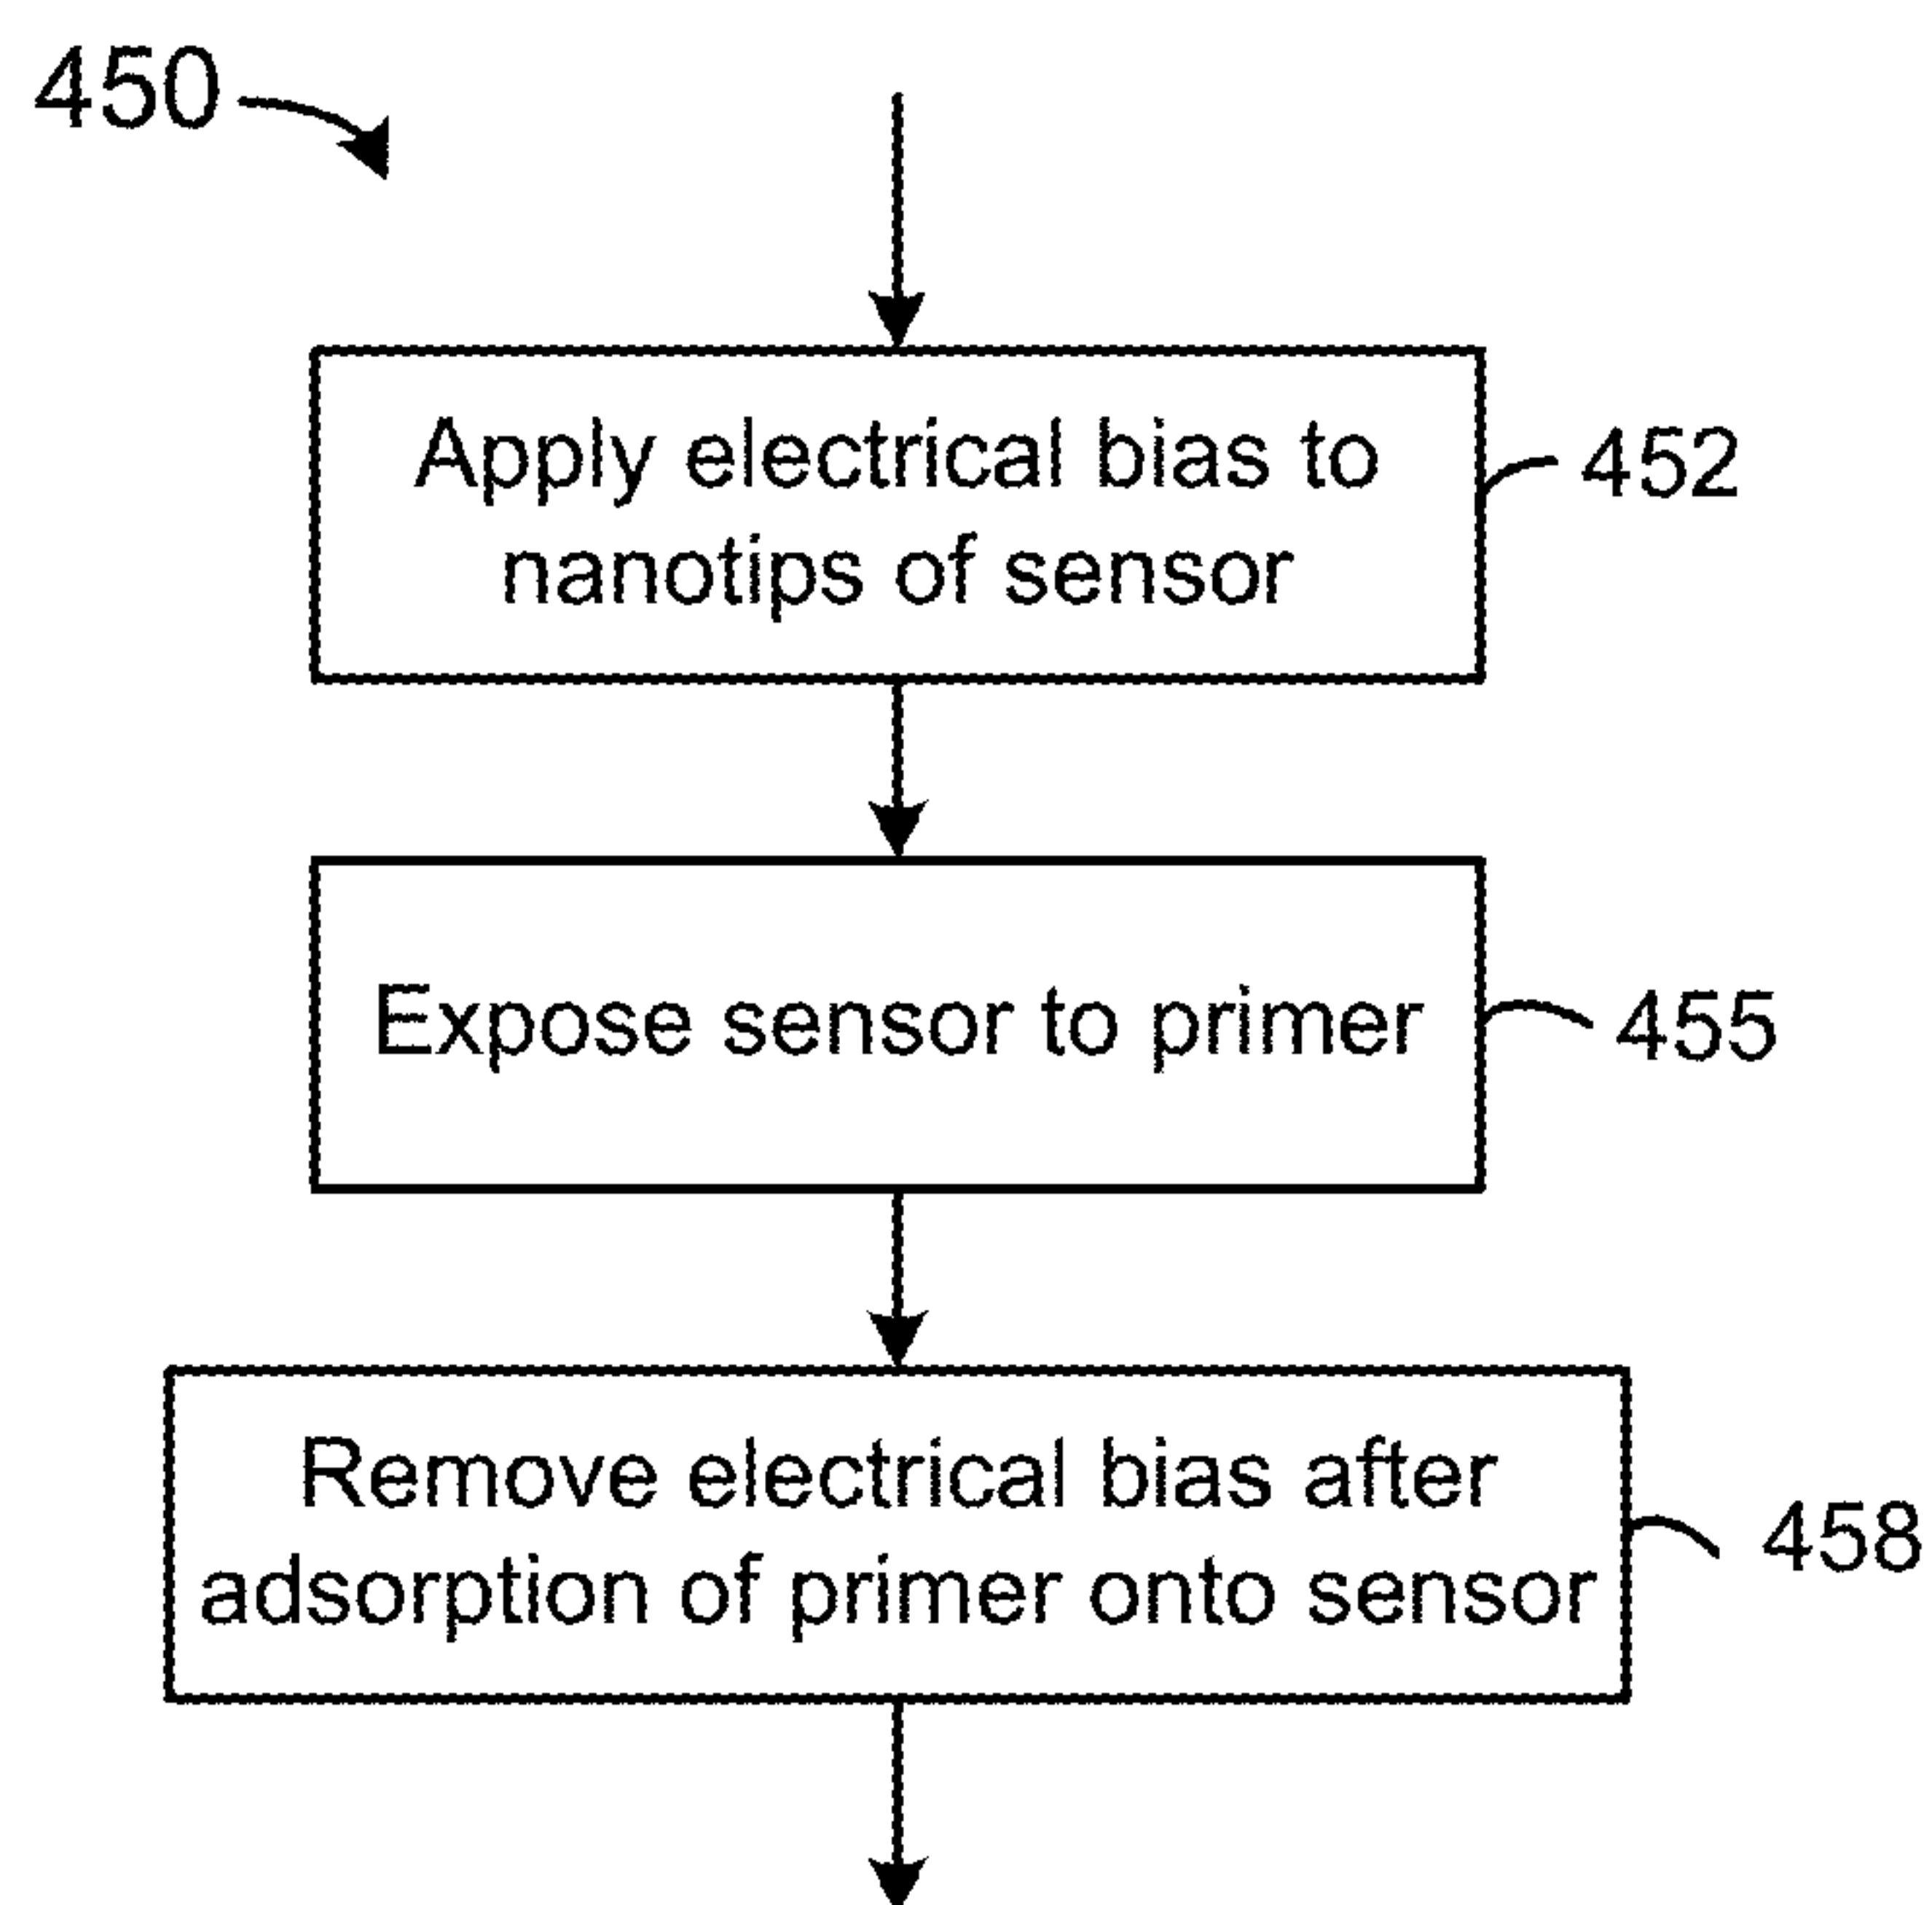 450
Apply electrical bias to
nanotips of sensor
452
Expose sensor to primer
455
Remove electrical bias after
adsorption of primer onto sensor
458